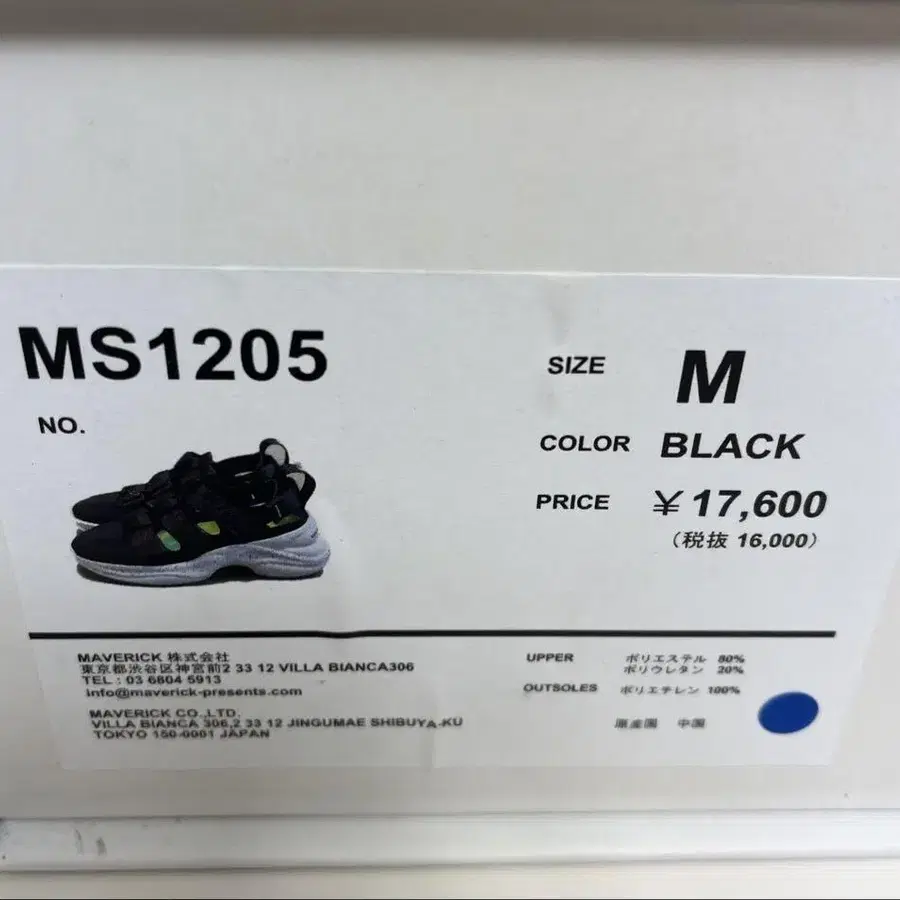 MS1205
NO.
SIZE M
COLOR BLACK
PRICE ¥17,600
(税抜 16,000)
MAVERICK 株式会社
東京都渋谷区神宮前2 33 12 VILLA BIANCA306
TEL : 03 6804 5913
info@maverick-presents.com
MAVERICK CO.,LTD.
VILLA BIANCA 306,2 33 12 JINGUMAE SHIBUYA-KU
TOKYO 150-0001 JAPAN
UPPER ポリエステル 80%
ポリウレタン 20%
OUTSOLES ポリエチレン 100%
原産国 中国